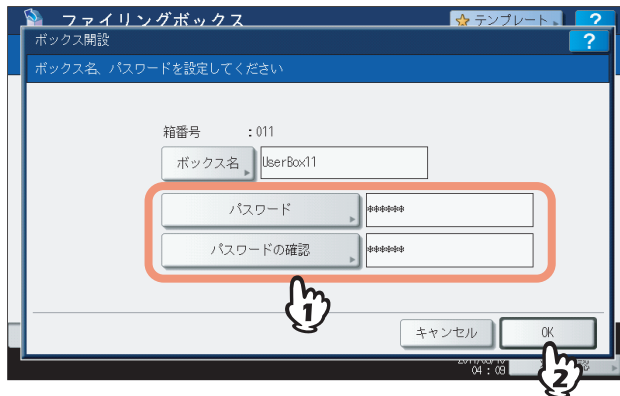 ファイリングボックス
テンプレート
?
ボックス開設
?
ボックス名、パスワードを設定してください
箱番号 :011
ボックス名 UserBox11
パスワード ******
パスワードの確認 ******
1
キャンセル
OK
04:09
2